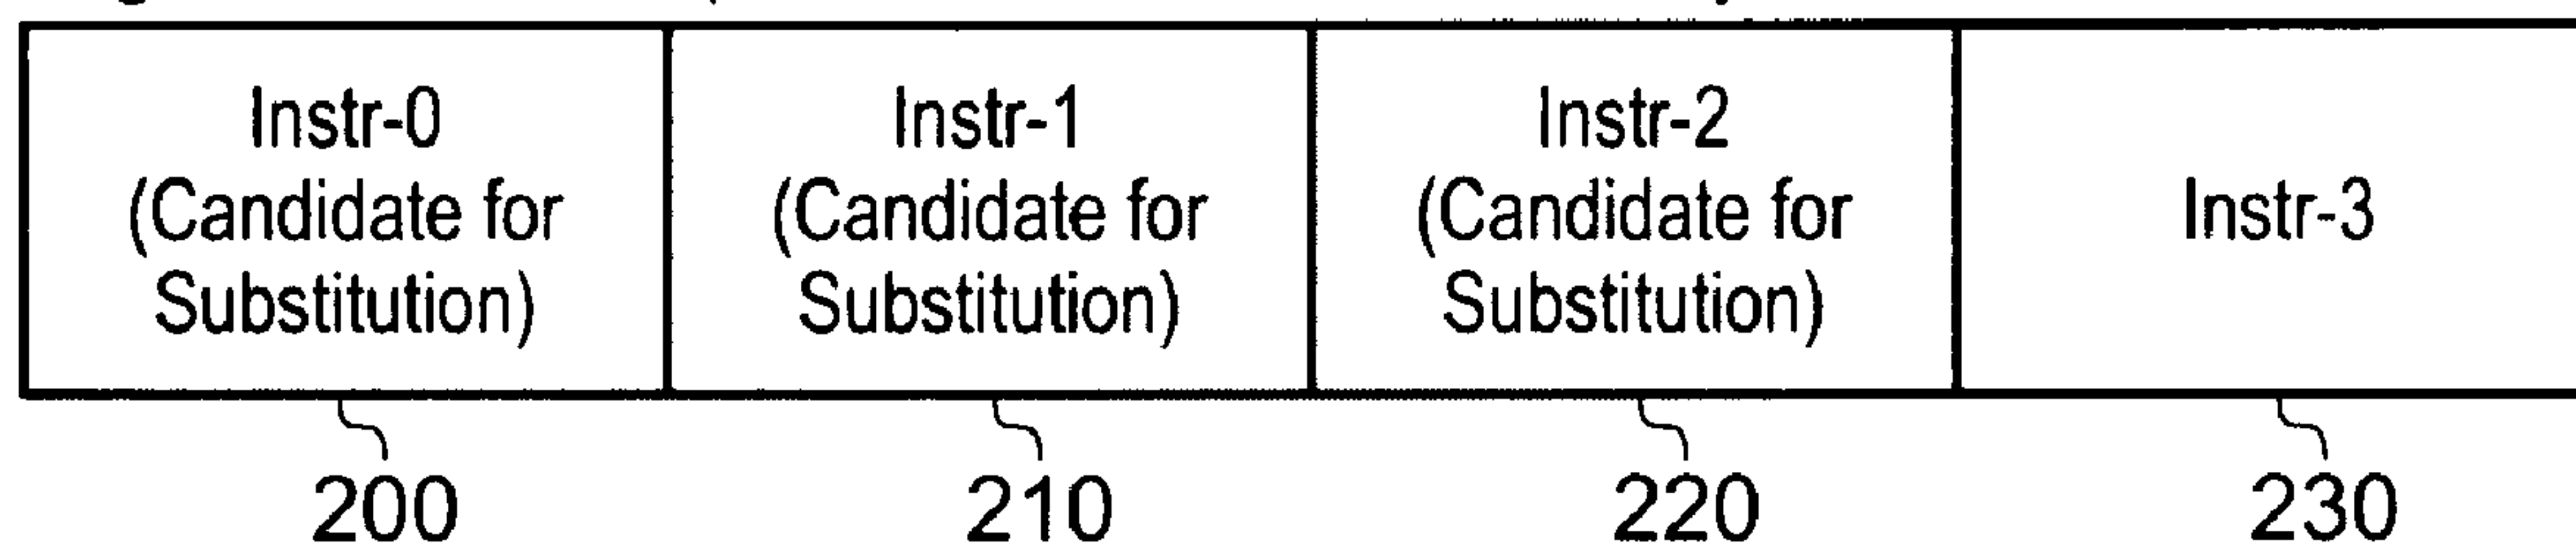 Instr-0
(Candidate for
Substitution)
Instr-1
(Candidate for
Substitution)
Instr-2
(Candidate for
Substitution)
Instr-3
200
210
220
230